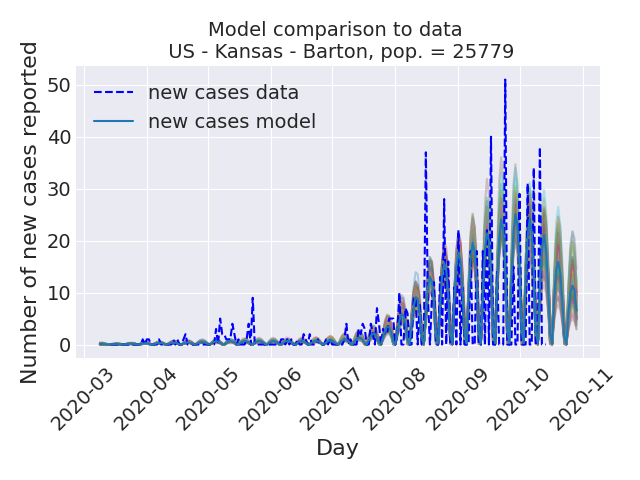 Model comparison to data
US - Kansas - Barton, pop. = 25779
Number of new cases reported
new cases data
new cases model
50
40
30
20
10
0
2020-03
2020-04
2020-05
2020-06
2020-07
2020-08
2020-09
2020-10
2020-11
Day